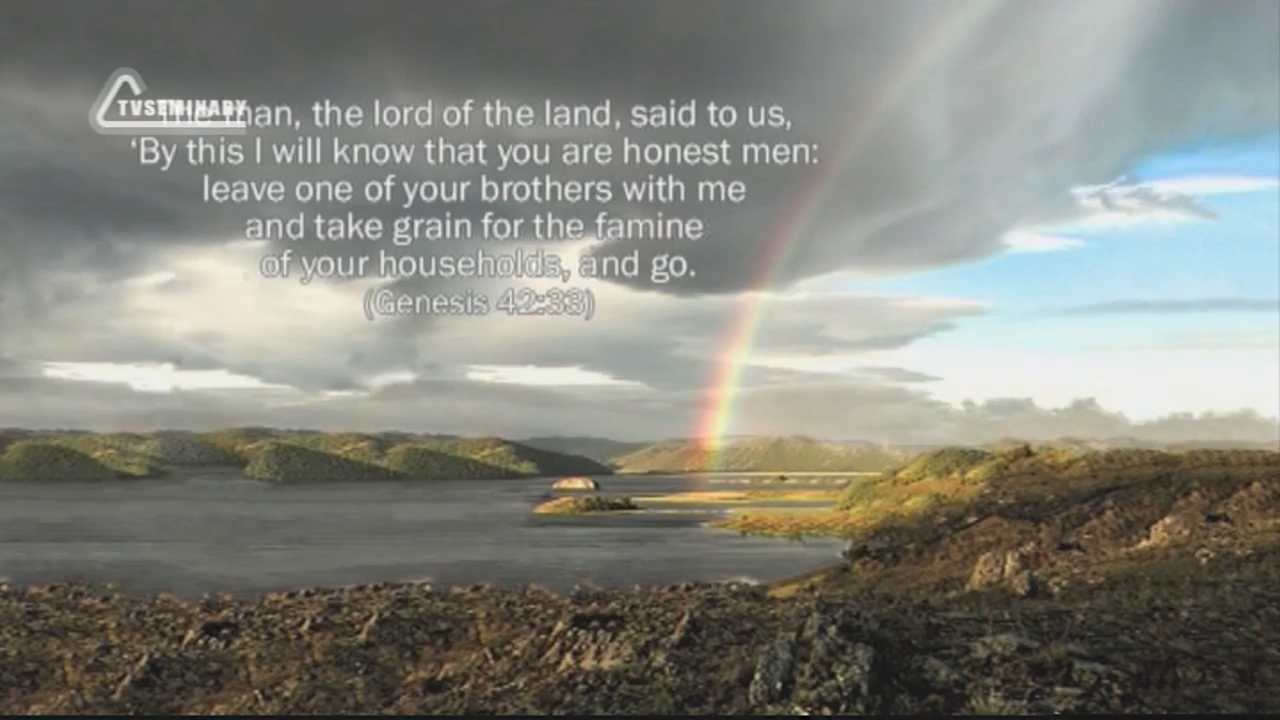 TVSEMINARY
The man, the lord of the land, said to us,
‘By this I will know that you are honest men:
leave one of your brothers with me
and take grain for the famine
of your households, and go.
(Genesis 42:33)